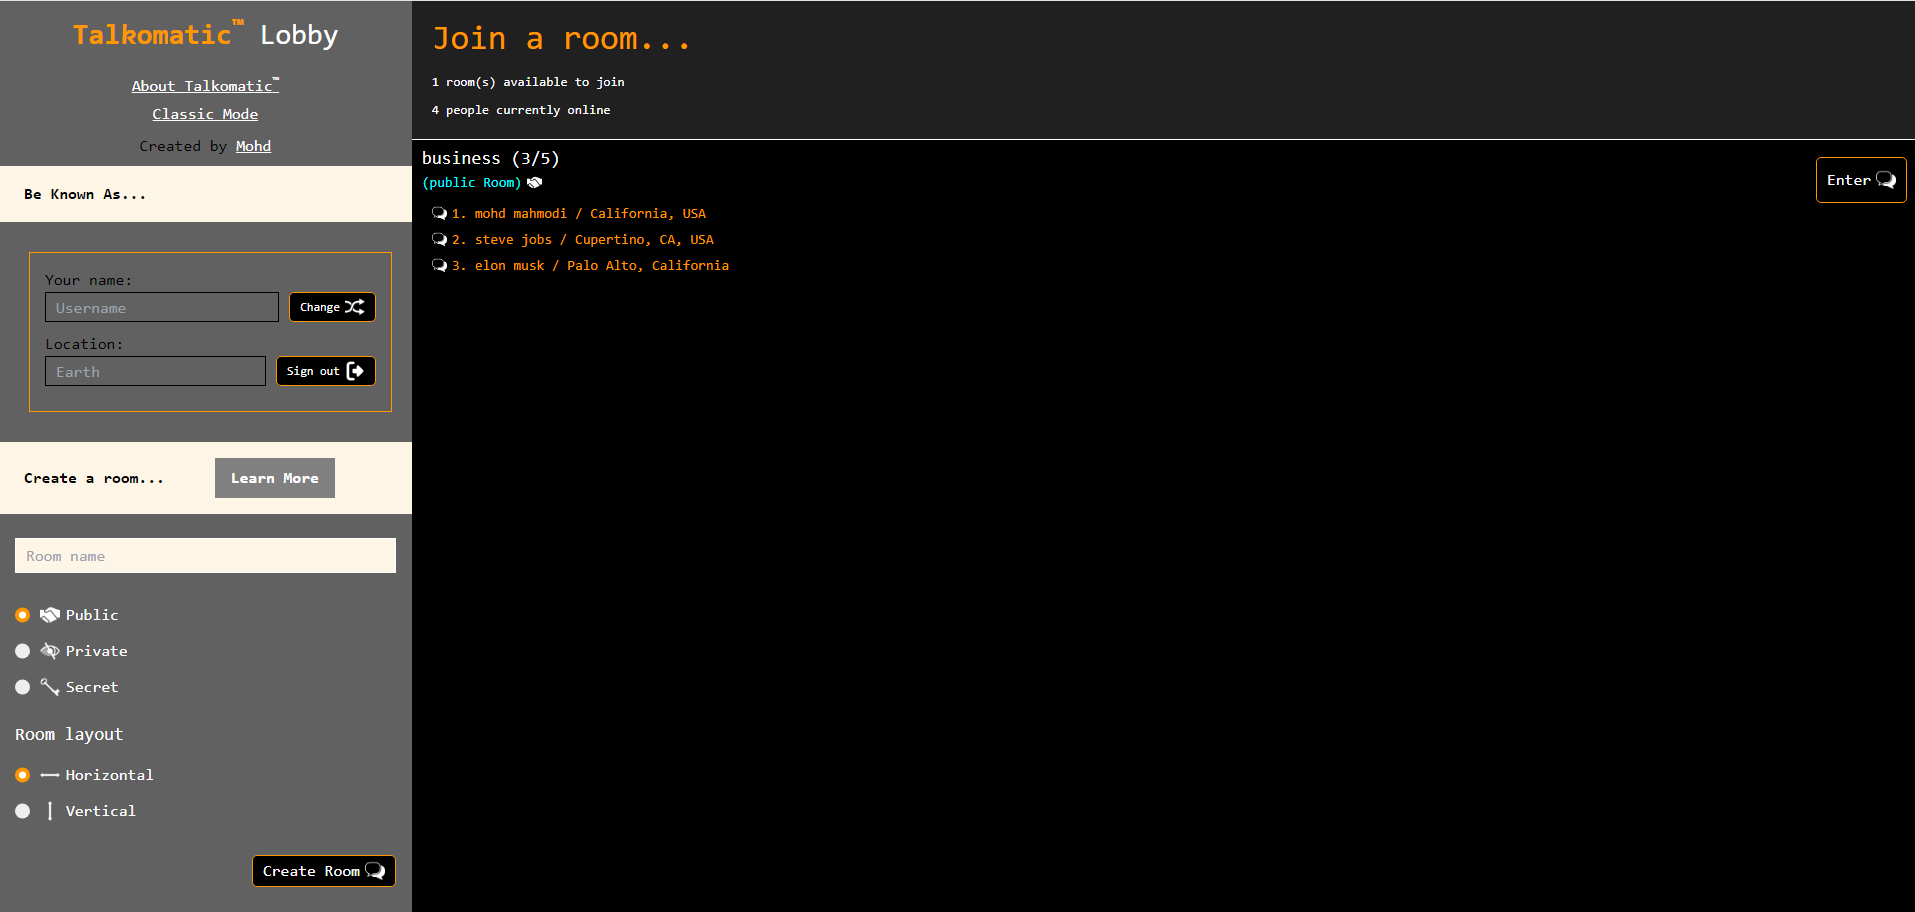 Talkomatic™ Lobby
About Talkomatic™
Classic Mode
Created by Mohd
Be Known As...
Your name:
Username
Change
Location:
Earth
Sign out
Create a room...
Learn More
Room name
Public
Private
Secret
Room layout
Horizontal
Vertical
Create Room
Join a room...
1 room(s) available to join
4 people currently online
business (3/5)
(public Room)
Enter
1. mohd mahmodi / California, USA
2. steve jobs / Cupertino, CA, USA
3. elon musk / Palo Alto, California